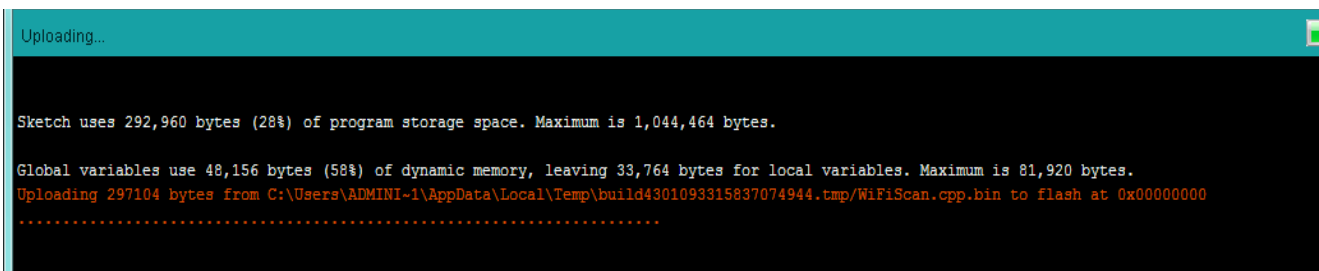 Uploading...
Sketch uses 292,960 bytes (28%) of program storage space. Maximum is 1,044,464 bytes.
Global variables use 48,156 bytes (58%) of dynamic memory, leaving 33,764 bytes for local variables. Maximum is 81,920 bytes.
Uploading 297104 bytes from C:\Users\ADMINI~1\AppData\Local\Temp\build4301093315837074944.tmp/WiFiScan.cpp.bin to flash at 0x00000000
........................................................................